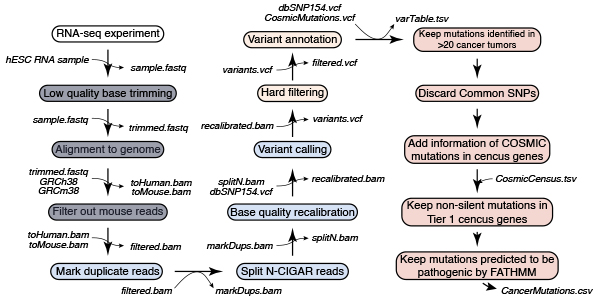 RNA-seq experiment
hESC RNA sample
sample.fastq
Low quality base trimming
sample.fastq
trimmed.fastq
Alignment to genome
trimmed.fastq
GRCh38
GRCm38
toHuman.bam
toMouse.bam
Filter out mouse reads
toHuman.bam
toMouse.bam
filtered.bam
Mark duplicate reads
filtered.bam
markDups.bam
Split N-CIGAR reads
markDups.bam
splitN.bam
Base quality recalibration
splitN.bam
dbSNP154.vcf
recalibrated.bam
Variant calling
recalibrated.bam
variants.vcf
Hard filtering
variants.vcf
filtered.vcf
Variant annotation
dbSNP154.vcf
CosmicMutations.vcf
varTable.tsv
Keep mutations identified in
>20 cancer tumors
Discard Common SNPs
Add information of COSMIC
mutations in cencus genes
CosmicCensus.tsv
Keep non-silent mutations in
Tier 1 cencus genes
Keep mutations predicted to be
pathogenic by FATHMM
CancerMutations.csv